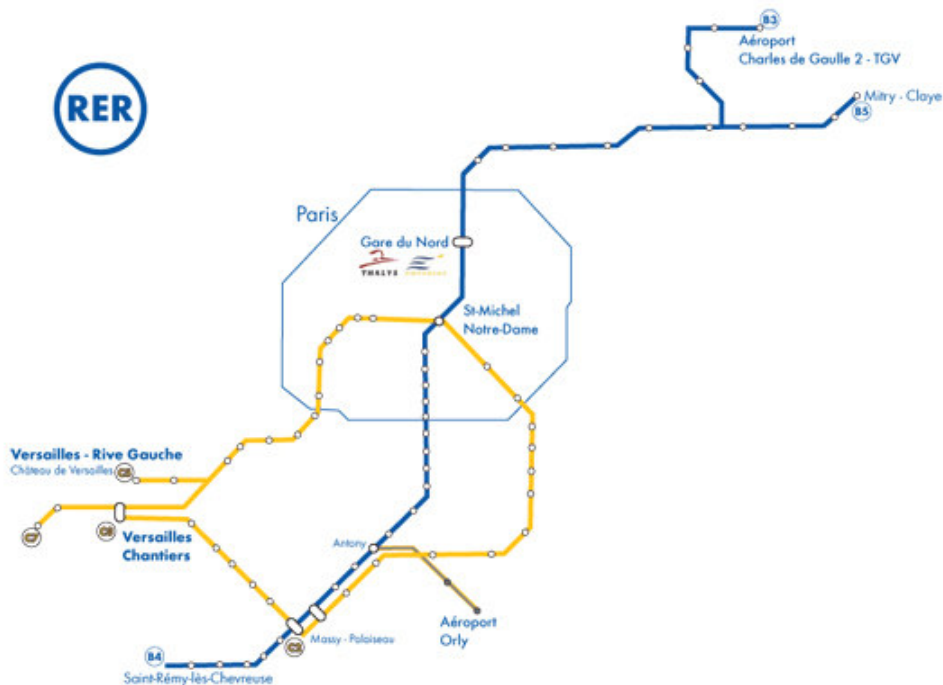 B3
Aéroport
Charles de Gaulle 2 - TGV
RER
Mitry - Claye
B5
Paris
Gare du Nord
THALYS
St-Michel
Notre-Dame
Versailles - Rive Gauche
Château de Versailles
C5
C7
C8
Versailles
Chantiers
Antony
Aéroport
Orly
C2
Massy - Palaiseau
B4
Saint-Rémy-lès-Chevreuse